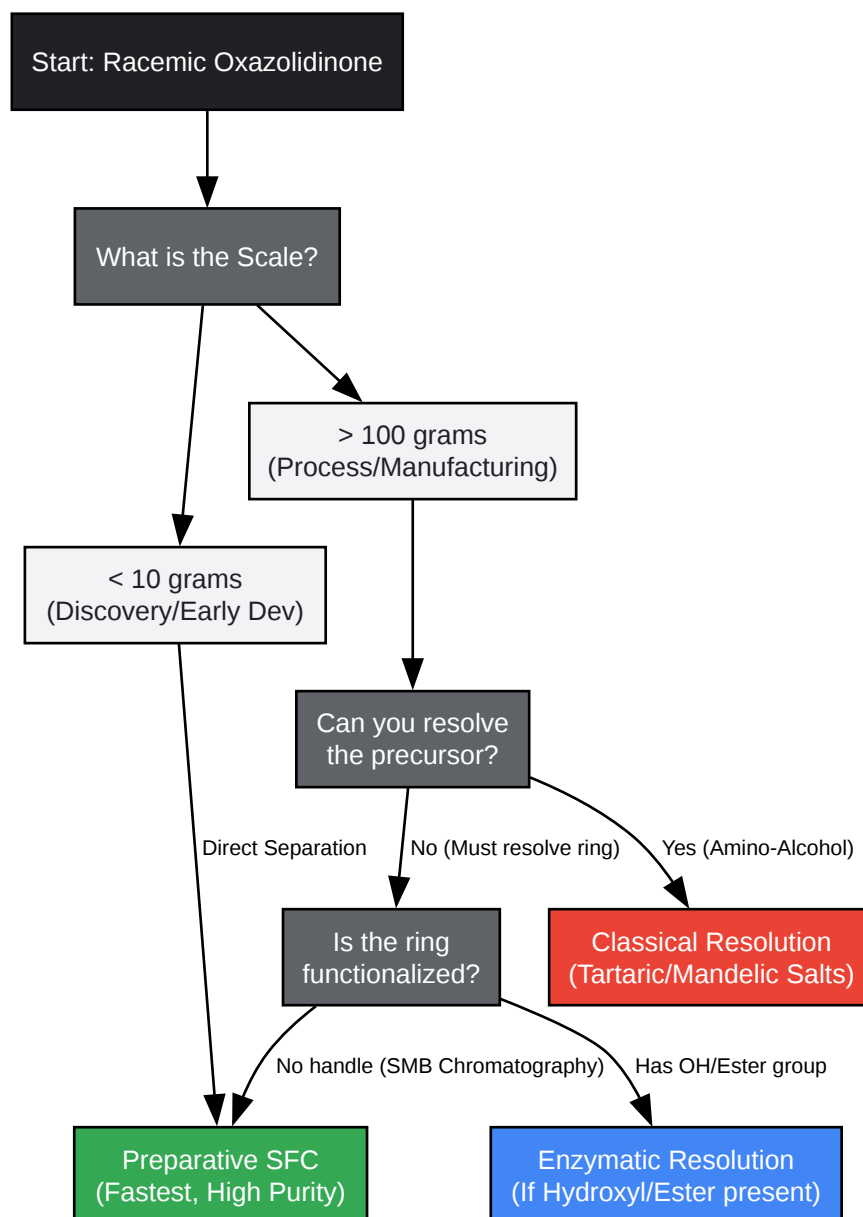 Start: Racemic Oxazolidinone
What is the Scale?
> 100 grams
(Process/Manufacturing)
< 10 grams
(Discovery/Early Dev)
Can you resolve
the precursor?
Direct Separation
No (Must resolve ring)
Yes (Amino-Alcohol)
Is the ring
functionalized?
Classical Resolution
(Tartaric/Mandelic Salts)
No handle (SMB Chromatography)
Has OH/Ester group
Preparative SFC
(Fastest, High Purity)
Enzymatic Resolution
(If Hydroxyl/Ester present)